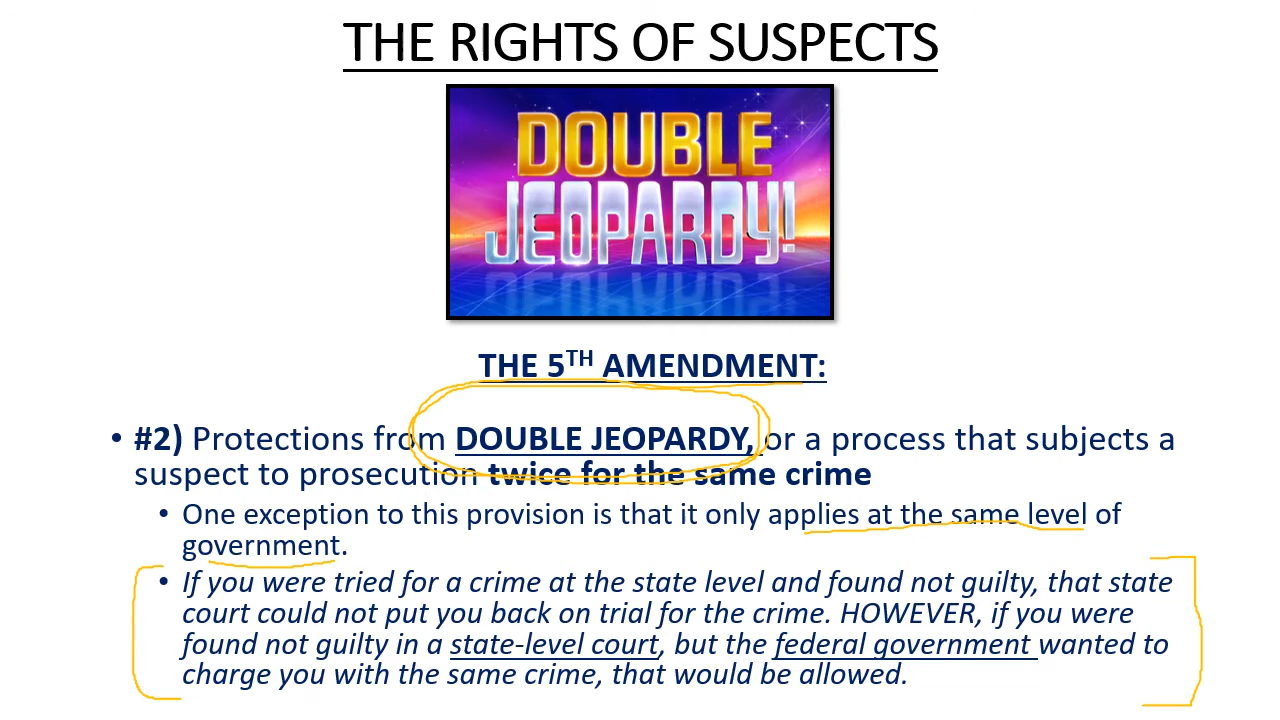 THE RIGHTS OF SUSPECTS
DOUBLE
JEOPARDY!
THE 5TH AMENDMENT:
• #2) Protections from DOUBLE JEOPARDY, or a process that subjects a
suspect to prosecution twice for the same crime
• One exception to this provision is that it only applies at the same level of
government.
• If you were tried for a crime at the state level and found not guilty, that state
court could not put you back on trial for the crime. HOWEVER, if you were
found not guilty in a state-level court, but the federal government wanted to
charge you with the same crime, that would be allowed.